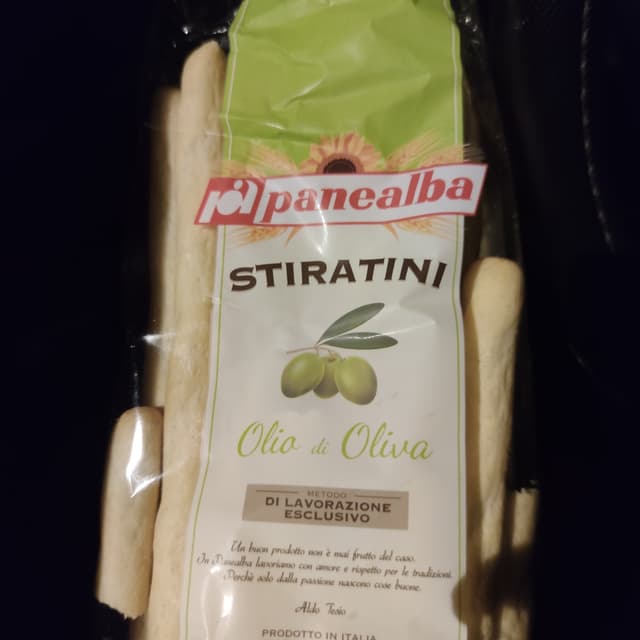 panealba
STIRATINI
Olio di Oliva
METODO
DI LAVORAZIONE
ESCLUSIVO
Un buon prodotto non è mai frutto del caso.
In Panealba lavoriamo con amore e rispetto per le tradizioni.
Perchè solo dalla passione nascono cose buone.
Aldo Tesio
PRODOTTO IN ITALIA